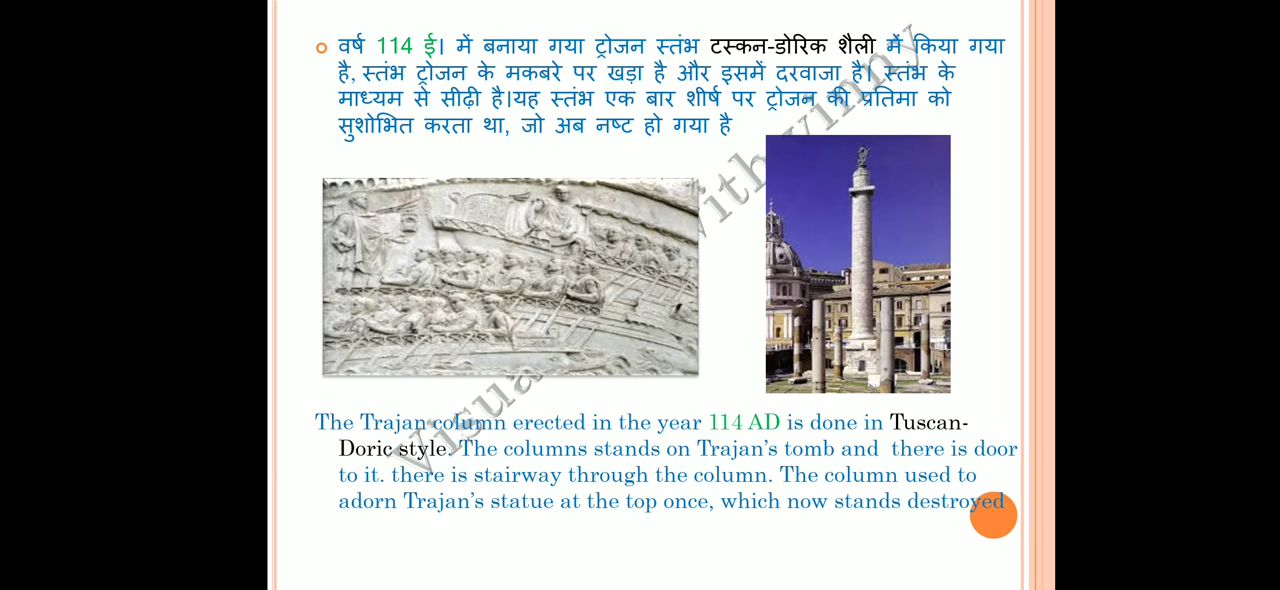 वर्ष 114 ई। में बनाया गया ट्रोजन स्तंभ टस्कन-डोरिक शैली में किया गया
है, स्तंभ ट्रोजन के मकबरे पर खड़ा है और इसमें दरवाजा है। स्तंभ के
माध्यम से सीढ़ी है।यह स्तंभ एक बार शीर्ष पर ट्रोजन की प्रतिमा को
सुशोभित करता था, जो अब नष्ट हो गया है
The Trajan column erected in the year 114 AD is done in Tuscan-
Doric style. The columns stands on Trajan's tomb and there is door
to it. there is stairway through the column. The column used to
adorn Trajan's statue at the top once, which now stands destroyed